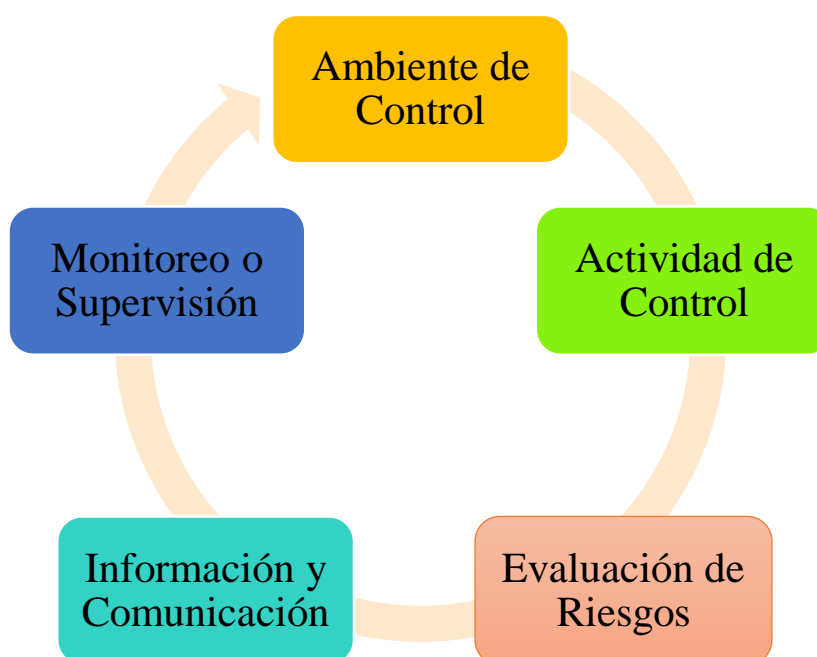 Ambiente de
Control
Actividad de
Control
Evaluación de
Riesgos
Información y
Comunicación
Monitoreo o
Supervisión